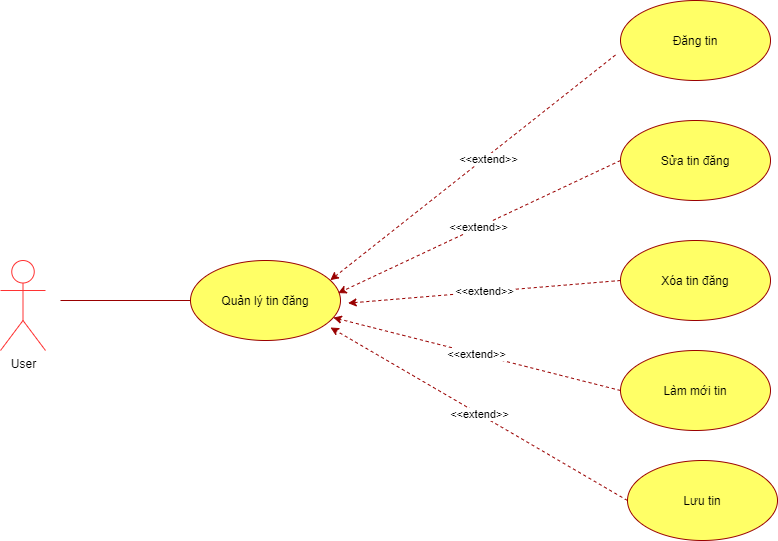 Đăng tin
<<extend>>
Sửa tin đăng
<<extend>>
Quản lý tin đăng
<<extend>>
Xóa tin đăng
<<extend>>
Làm mới tin
User
<<extend>>
Lưu tin